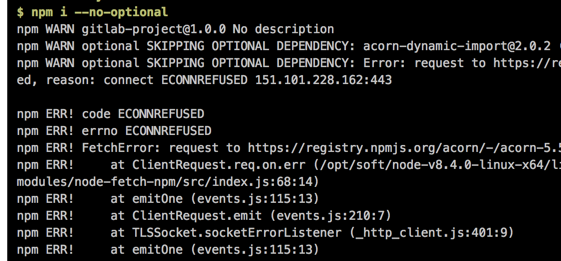 $ npm i --no-optional
npm WARN gitlab-project@1.0.0 No description
npm WARN optional SKIPPING OPTIONAL DEPENDENCY: acorn-dynamic-import@2.0.2
npm WARN optional SKIPPING OPTIONAL DEPENDENCY: Error: request to https://re
ed, reason: connect ECONNREFUSED 151.101.228.162:443
npm ERR! code ECONNREFUSED
npm ERR! errno ECONNREFUSED
npm ERR! FetchError: request to https://registry.npmjs.org/acorn/-/acorn-5.5
npm ERR!     at ClientRequest.req.on.err (/opt/soft/node-v8.4.0-linux-x64/li
modules/node-fetch-npm/src/index.js:68:14)
npm ERR!     at emitOne (events.js:115:13)
npm ERR!     at ClientRequest.emit (events.js:210:7)
npm ERR!     at TLSSocket.socketErrorListener (_http_client.js:401:9)
npm ERR!     at emitOne (events.js:115:13)